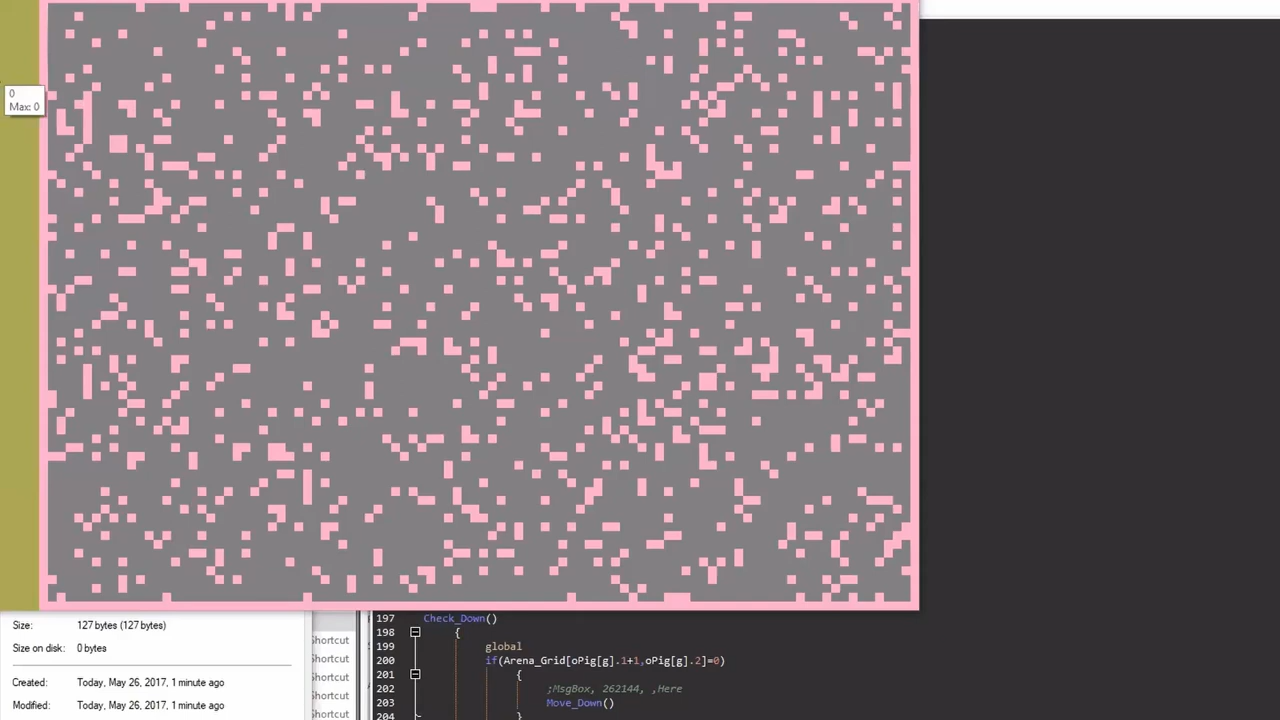 0
Max: 0
Size: 127 bytes (127 bytes)
Size on disk: 0 bytes
Created: Today, May 26, 2017, 1 minute ago
Modified: Today, May 26, 2017, 1 minute ago
Shortcut
Shortcut
Shortcut
Shortcut
Shortcut
197 Check_Down()
198 {
199 global
200 if(Arena_Grid[oPig[g].1+1,oPig[g].2]=0)
201 {
202 ;MsgBox, 262144, ,Here
203 Move_Down()
204 }